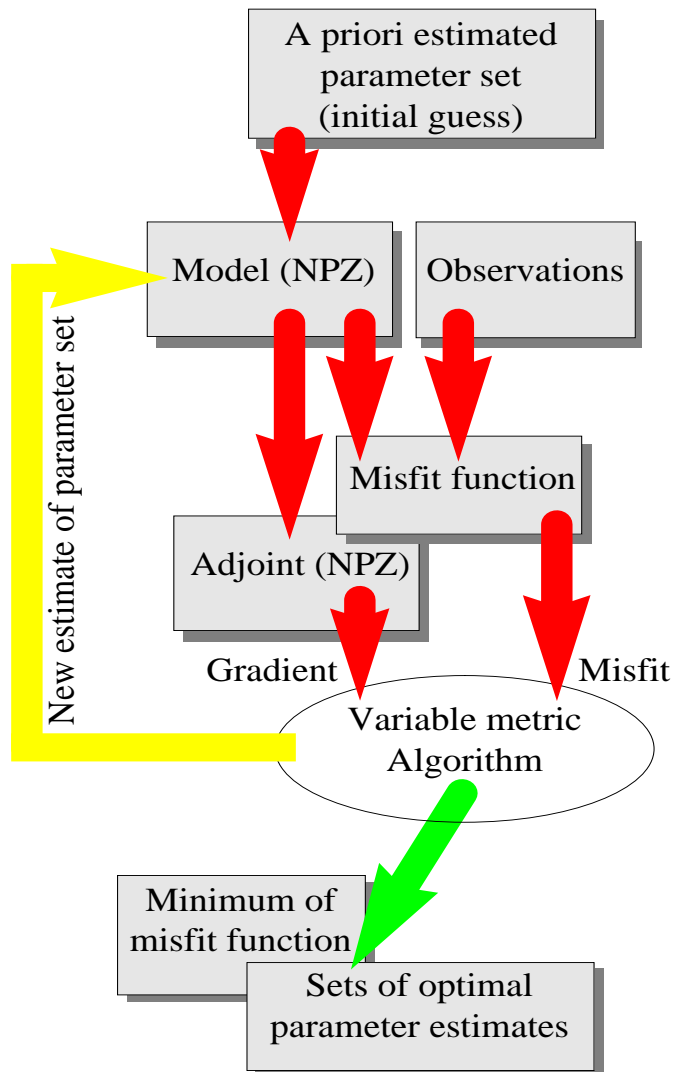 A priori estimated
parameter set
(initial guess)
Model (NPZ)
Observations
New estimate of parameter set
Misfit function
Adjoint (NPZ)
Gradient
Misfit
Variable metric
Algorithm
Minimum of
misfit function
Sets of optimal
parameter estimates